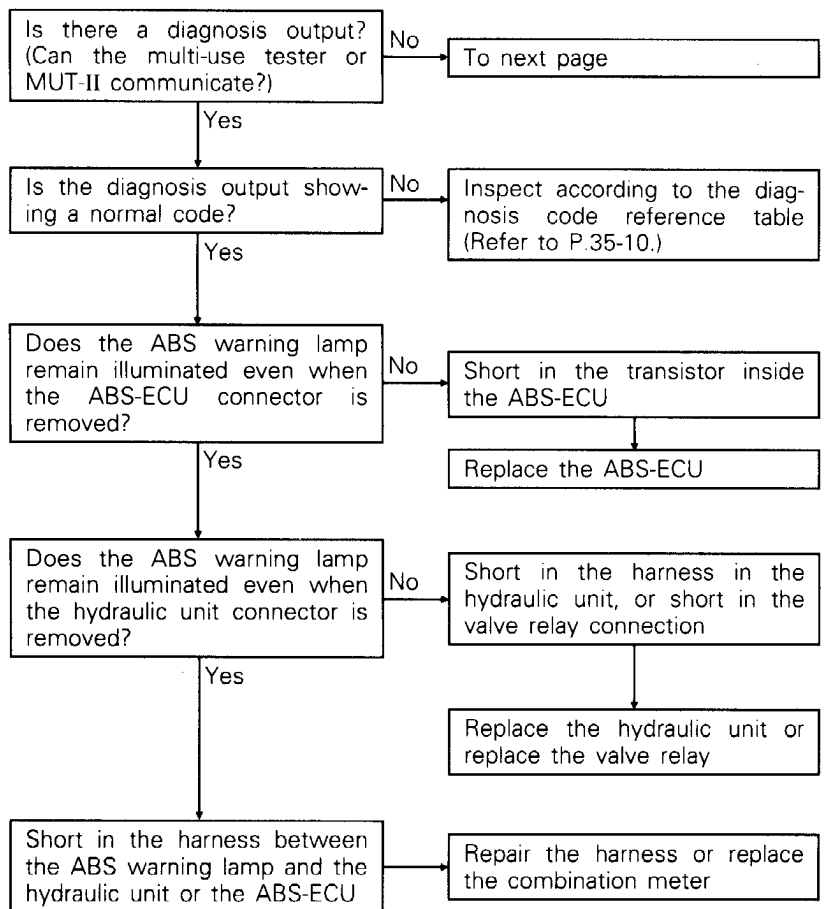 Is there a diagnosis output?
(Can the multi-use tester or
MUT-II communicate?)
No
To next page
Yes
Is the diagnosis output show-
ing a normal code?
No
Inspect according to the diag-
nosis code reference table
(Refer to P.35-10.)
Yes
Does the ABS warning lamp
remain illuminated even when
the ABS-ECU connector is
removed?
No
Short in the transistor inside
the ABS-ECU
Replace the ABS-ECU
Yes
Does the ABS warning lamp
remain illuminated even when
the hydraulic unit connector is
removed?
No
Short in the harness in the
hydraulic unit, or short in the
valve relay connection
Replace the hydraulic unit or
replace the valve relay
Yes
Short in the harness between
the ABS warning lamp and the
hydraulic unit or the ABS-ECU
Repair the harness or replace
the combination meter